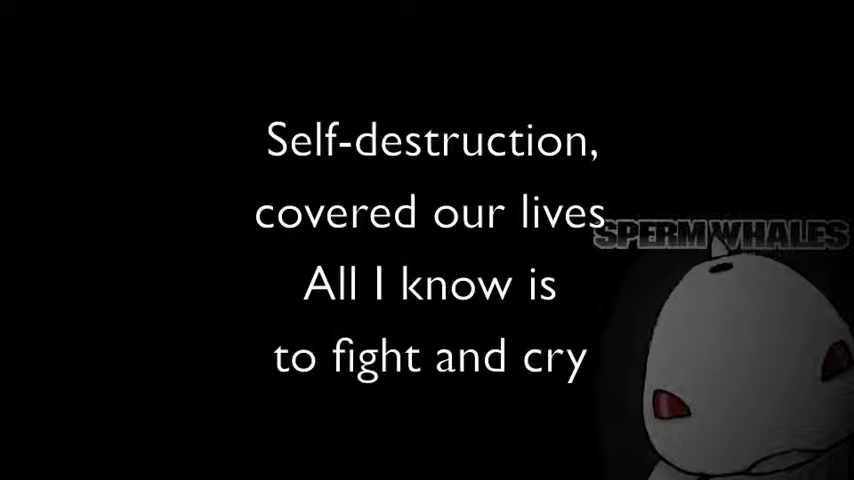 Self-destruction,
covered our lives
SPERM WHALES
All I know is
to fight and cry